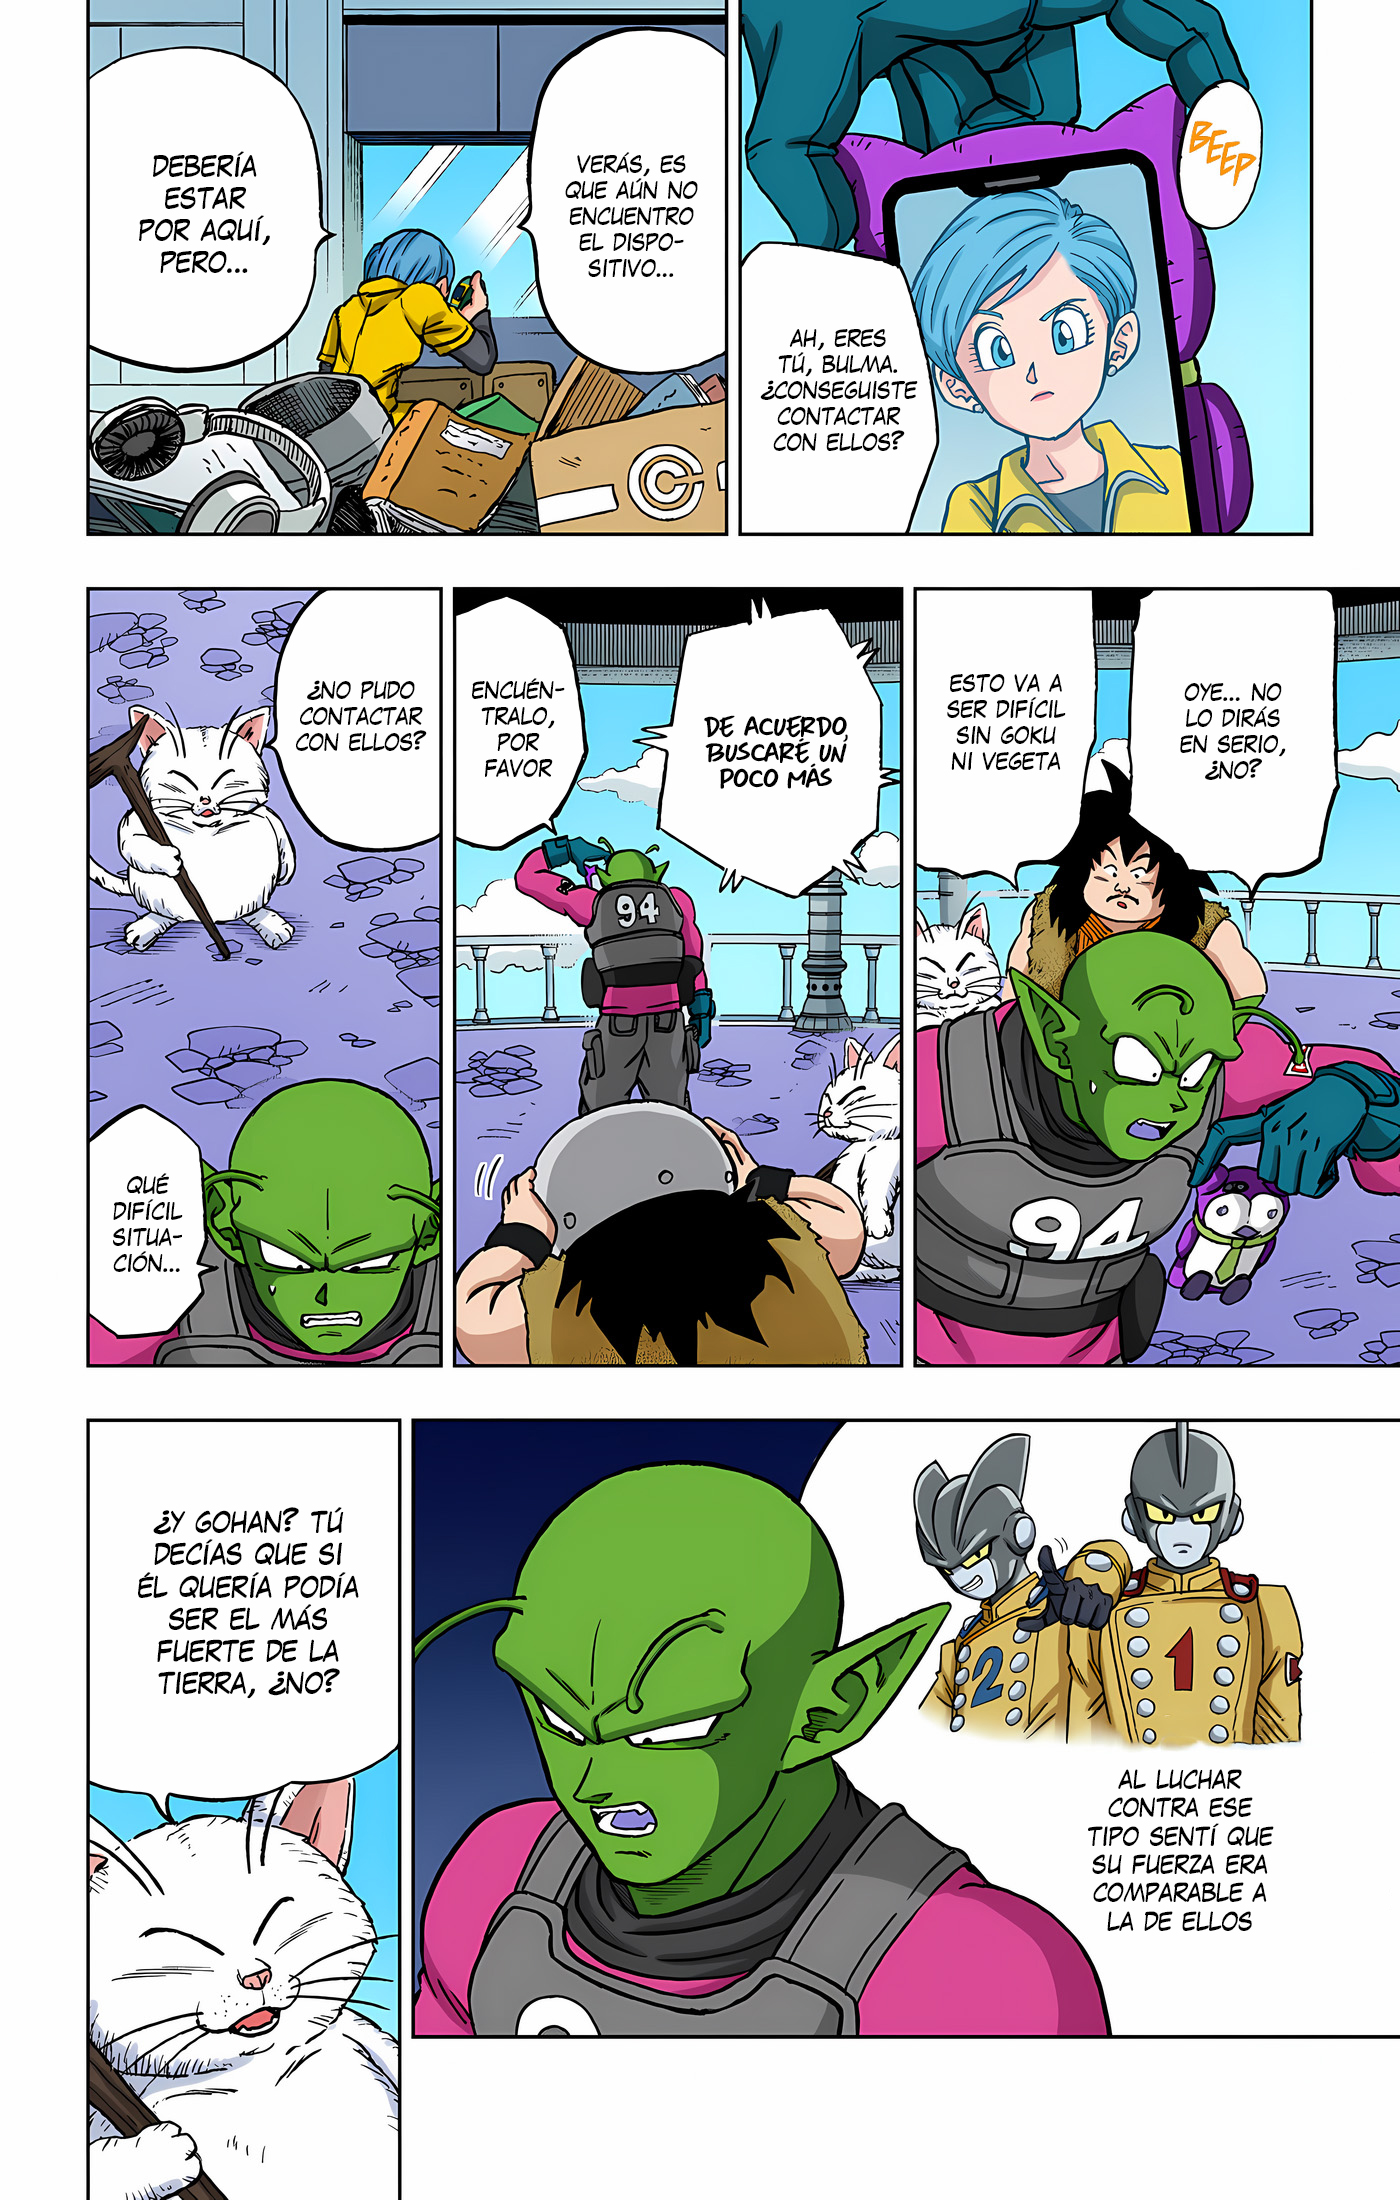 BEEP
AH, ERES
TÚ, BULMA.
¿CONSEGUISTE
CONTACTAR
CON ELLOS?
VERÁS, ES
QUE AÚN NO
ENCUENTRO
EL DISPO-
SITIVO...
DEBERÍA
ESTAR
POR AQUÍ,
PERO...
OYE... NO
LO DIRÁS
EN SERIO,
¿NO?
ESTO VA A
SER DIFÍCIL
SIN GOKU
NI VEGETA
94
DE ACUERDO,
BUSCARÉ UN
POCO MÁS
ENCUÉN-
TRALO,
POR
FAVOR
94
¿NO PUDO
CONTACTAR
CON ELLOS?
QUÉ
DIFÍCIL
SITUA-
CIÓN...
2
1
AL LUCHAR
CONTRA ESE
TIPO SENTÍ QUE
SU FUERZA ERA
COMPARABLE A
LA DE ELLOS
¿Y GOHAN? TÚ
DECÍAS QUE SI
ÉL QUERÍA PODÍA
SER EL MÁS
FUERTE DE LA
TIERRA, ¿NO?